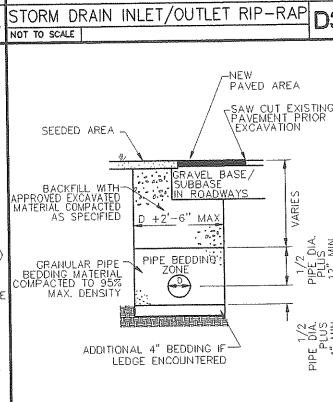 STORM DRAIN INLET/OUTLET RIP-RAP
NOT TO SCALE
NEW
PAVED AREA
SAW CUT EXISTING
PAVEMENT PRIOR
EXCAVATION
SEEDED AREA
GRAVEL BASE/
SUBBASE
IN ROADWAYS
BACKFILL WITH
APPROVED EXCAVATED
MATERIAL COMPACTED
AS SPECIFIED
D +2'-6" MAX
VARIES
GRANULAR PIPE
BEDDING MATERIAL
COMPACTED TO 95%
MAX. DENSITY
PIPE BEDDING
ZONE
D
1/2
PIPE DIA.
PLUS
12" MIN.
1/2
PIPE DIA.
PLUS
ADDITIONAL 4" BEDDING IF
LEDGE ENCOUNTERED